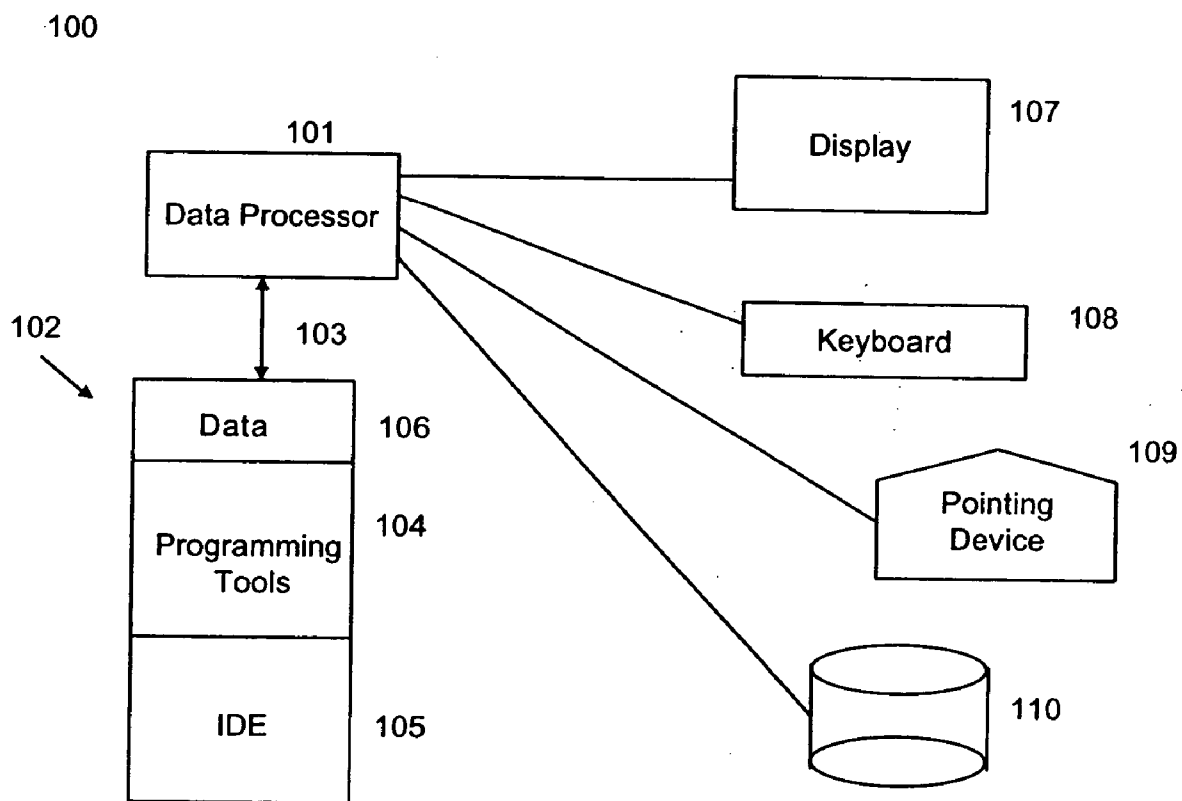 100
107
101
Display
Data Processor
108
102
103
Keyboard
Data
106
109
Pointing
Device
104
Programming
Tools
110
IDE
105